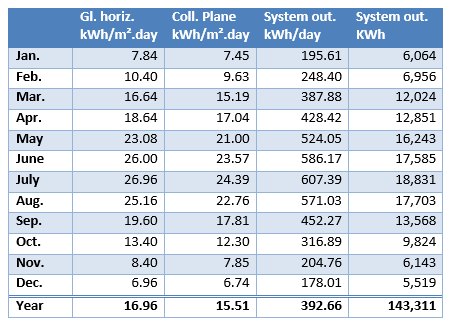 Gl. horiz. Coll. Plane System out. System out.
kWh/m².day kWh/m².day kWh/day KWh
Jan. 7.84 7.45 195.61 6,064
Feb. 10.40 9.63 248.40 6,956
Mar. 16.64 15.19 387.88 12,024
Apr. 18.64 17.04 428.42 12,851
May 23.08 21.00 524.05 16,243
June 26.00 23.57 586.17 17,585
July 26.96 24.39 607.39 18,831
Aug. 25.16 22.76 571.03 17,703
Sep. 19.60 17.81 452.27 13,568
Oct. 13.40 12.30 316.89 9,824
Nov. 8.40 7.85 204.76 6,143
Dec. 6.96 6.74 178.01 5,519
Year 16.96 15.51 392.66 143,311